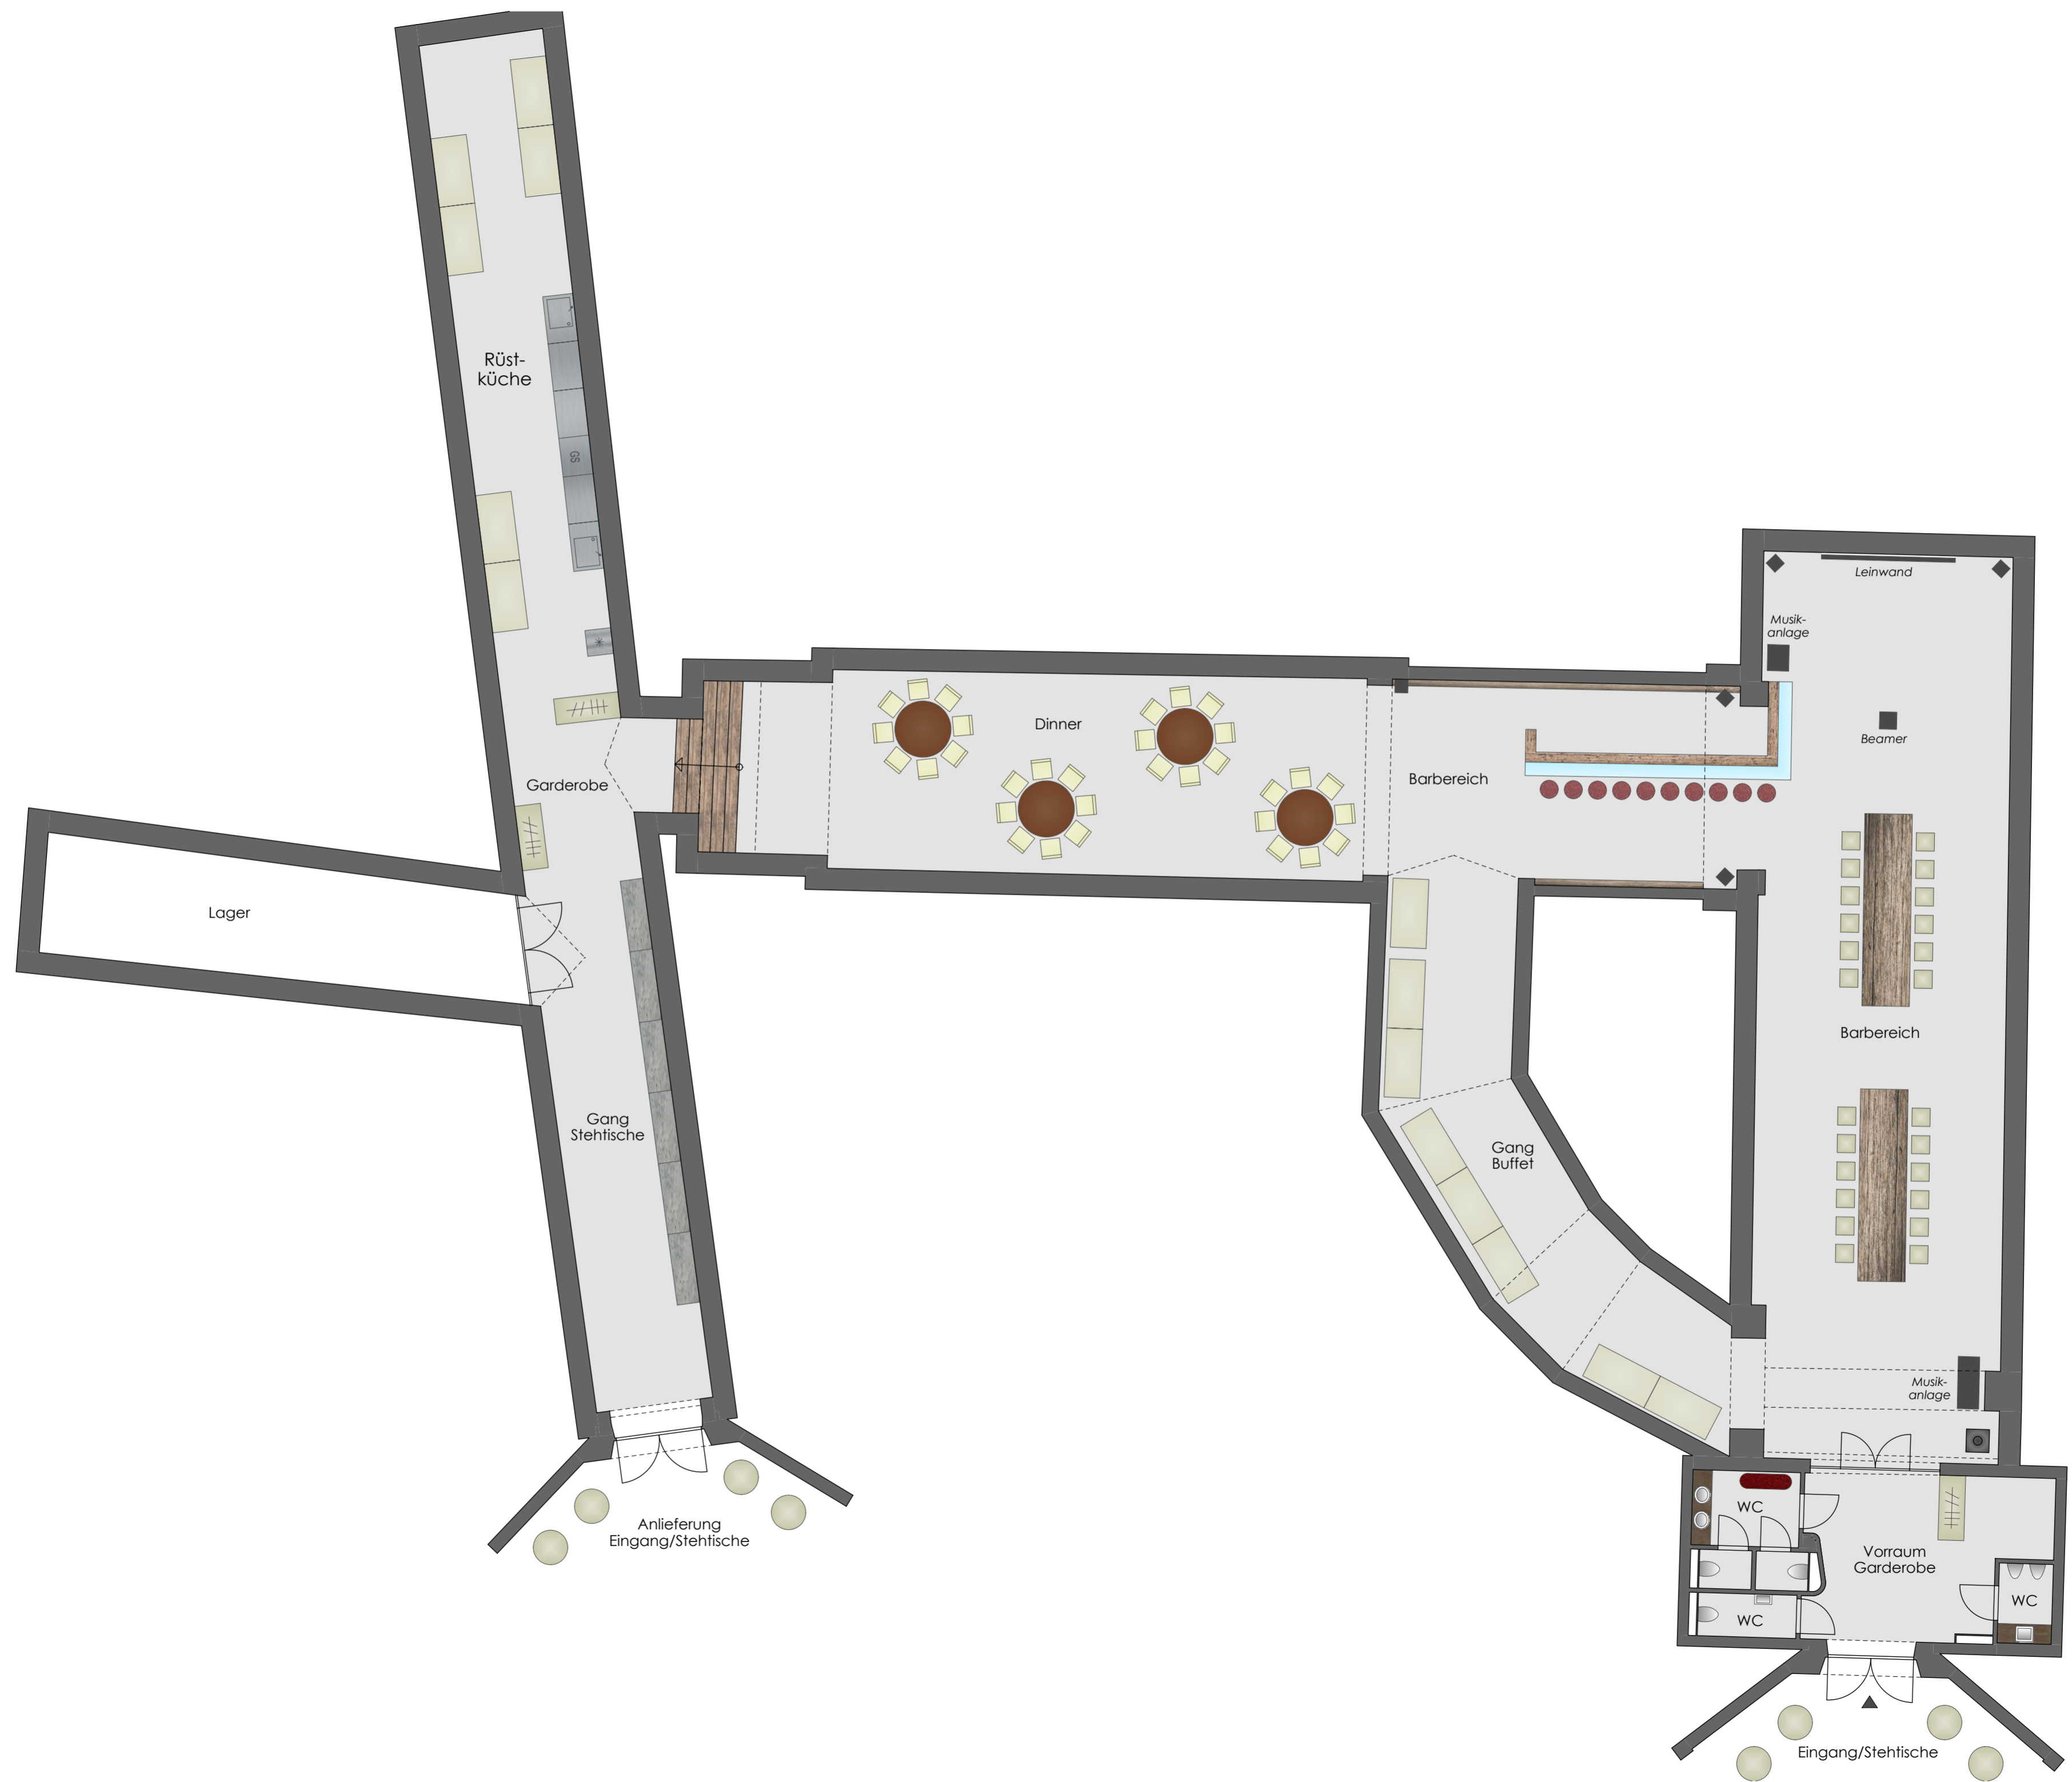 Rüst-
küche
GS
Leinwand
Musik-
anlage
Beamer
Dinner
Barbereich
Garderobe
Lager
Barbereich
Gang
Stehtische
Gang
Buffet
Musik-
anlage
WC
Vorraum
Garderobe
WC
WC
Anlieferung
Eingang/Stehtische
Eingang/Stehtische